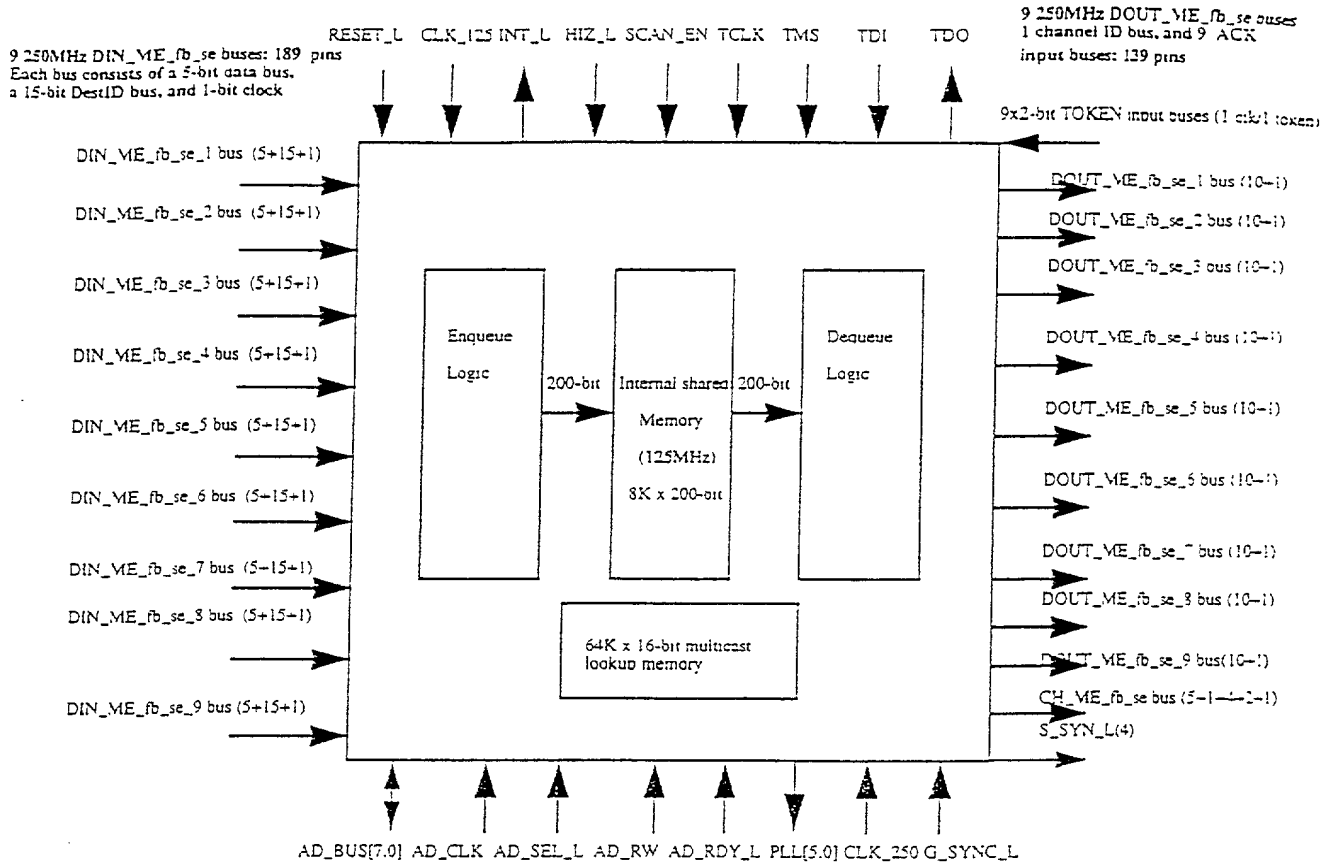 9 250MHz DIN_ME_fb_se buses: 189 pins
Each bus consists of a 5-bit data bus,
a 15-bit DestID bus, and 1-bit clock
RESET_L CLK_125 INT_L HIZ_L SCAN_EN TCLK TMS TDI TDO
9 250MHz DOUT_ME_fb_se buses
1 channel ID bus, and 9 ACK
input buses: 139 pins
9x2-bit TOKEN input buses (1 clk/1 token)
DIN_ME_fb_se_1 bus (5+15+1)
DIN_ME_fb_se_2 bus (5+15+1)
DIN_ME_fb_se_3 bus (5+15+1)
DIN_ME_fb_se_4 bus (5+15+1)
DIN_ME_fb_se_5 bus (5+15+1)
DIN_ME_fb_se_6 bus (5+15+1)
DIN_ME_fb_se_7 bus (5+15+1)
DIN_ME_fb_se_8 bus (5+15+1)
DIN_ME_fb_se_9 bus (5+15+1)
Enqueue
Logic
200-bit
Internal shared
Memory
(125MHz)
8K x 200-bit
200-bit
Dequeue
Logic
64K x 16-bit multicast
lookup memory
DOUT_ME_fb_se_1 bus (10+1)
DOUT_ME_fb_se_2 bus (10+1)
DOUT_ME_fb_se_3 bus (10+1)
DOUT_ME_fb_se_4 bus (10+1)
DOUT_ME_fb_se_5 bus (10+1)
DOUT_ME_fb_se_6 bus (10+1)
DOUT_ME_fb_se_7 bus (10+1)
DOUT_ME_fb_se_8 bus (10+1)
DOUT_ME_fb_se_9 bus(10+1)
CH_ME_fb_se bus (5+1+4+2+1)
S_SYN_L(4)
AD_BUS[7.0] AD_CLK AD_SEL_L AD_RW AD_RDY_L PLL[5.0] CLK_250 G_SYNC_L